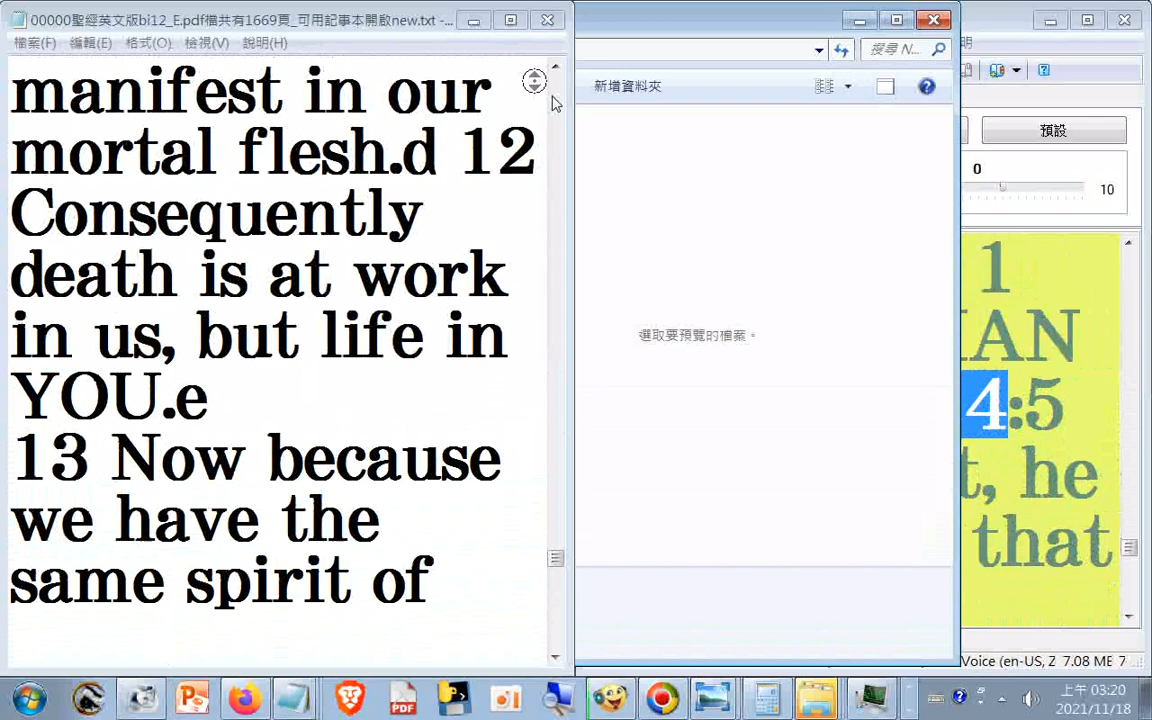 00000聖經英文版bi12_E.pdf檔共有1669頁_可用記事本開啟new.txt -...
檔案(F) 編輯(E) 格式(O) 檢視(V) 說明(H)
manifest in our
mortal flesh.d 12
Consequently
death is at work
in us, but life in
YOU.e
13 Now because
we have the
same spirit of
搜尋 N...
新增資料夾
選取要預覽的檔案。
明
預設
0
10
1
IAN
4:5
t, he
that
Voice (en-US, Z 7.08 MB 7
上午 03:20
2021/11/18